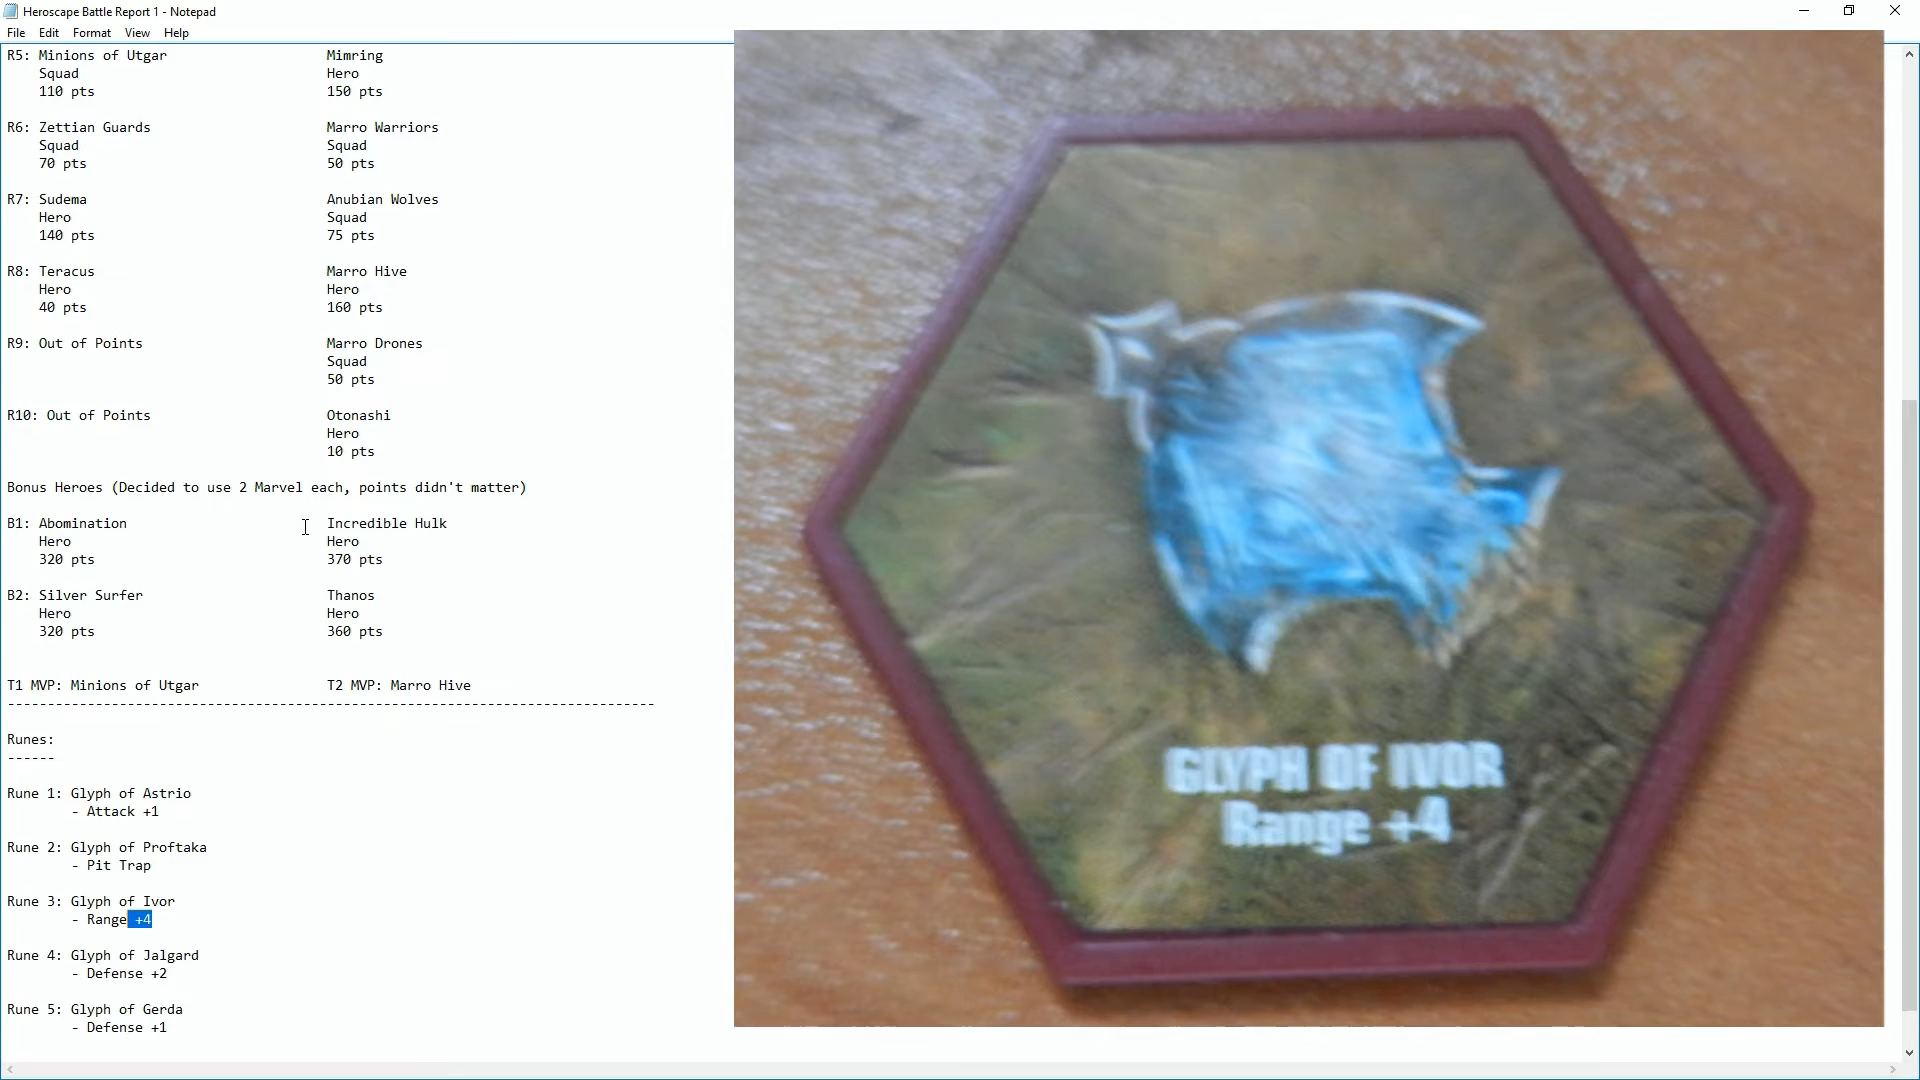 Heroscape Battle Report 1 - Notepad
File Edit Format View Help
R5: Minions of Utgar Mimring
Squad Hero
110 pts 150 pts
R6: Zettian Guards Marro Warriors
Squad Squad
70 pts 50 pts
R7: Sudema Anubian Wolves
Hero Squad
140 pts 75 pts
R8: Teracus Marro Hive
Hero Hero
40 pts 160 pts
R9: Out of Points Marro Drones
Squad
50 pts
R10: Out of Points Otonashi
Hero
10 pts
Bonus Heroes (Decided to use 2 Marvel each, points didn't matter)
B1: Abomination Incredible Hulk
Hero Hero
320 pts 370 pts
B2: Silver Surfer Thanos
Hero Hero
320 pts 360 pts
T1 MVP: Minions of Utgar T2 MVP: Marro Hive
---------------------------------------------------------------------------------
Runes:
------
Rune 1: Glyph of Astrio
- Attack +1
Rune 2: Glyph of Proftaka
- Pit Trap
Rune 3: Glyph of Ivor
- Range +4
Rune 4: Glyph of Jalgard
- Defense +2
Rune 5: Glyph of Gerda
- Defense +1
GLYPH OF IVOR
Range +4